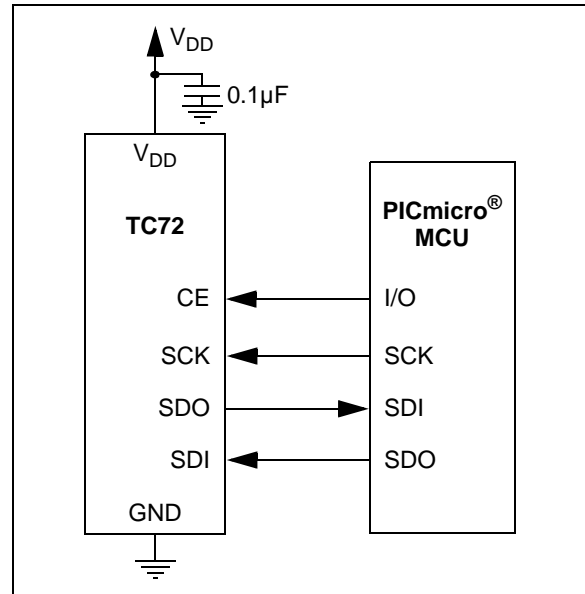 VDD
0.1µF
VDD
TC72
PICmicro®
MCU
CE
I/O
SCK
SCK
SDO
SDI
SDI
SDO
GND